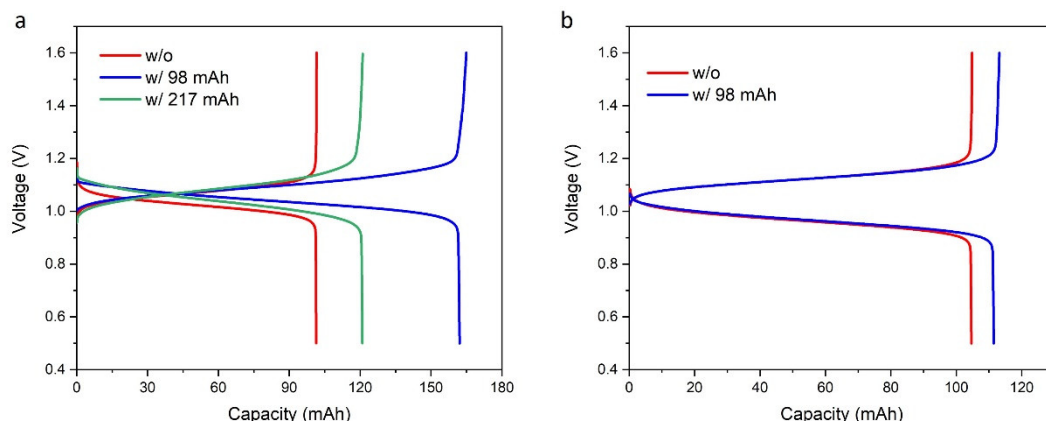 a
w/o
w/ 98 mAh
w/ 217 mAh
1.6
1.4
1.2
1.0
0.8
0.6
0.4
Voltage (V)
0 30 60 90 120 150 180
Capacity (mAh)
b
w/o
w/ 98 mAh
1.6
1.4
1.2
1.0
0.8
0.6
0.4
Voltage (V)
0 20 40 60 80 100 120
Capacity (mAh)